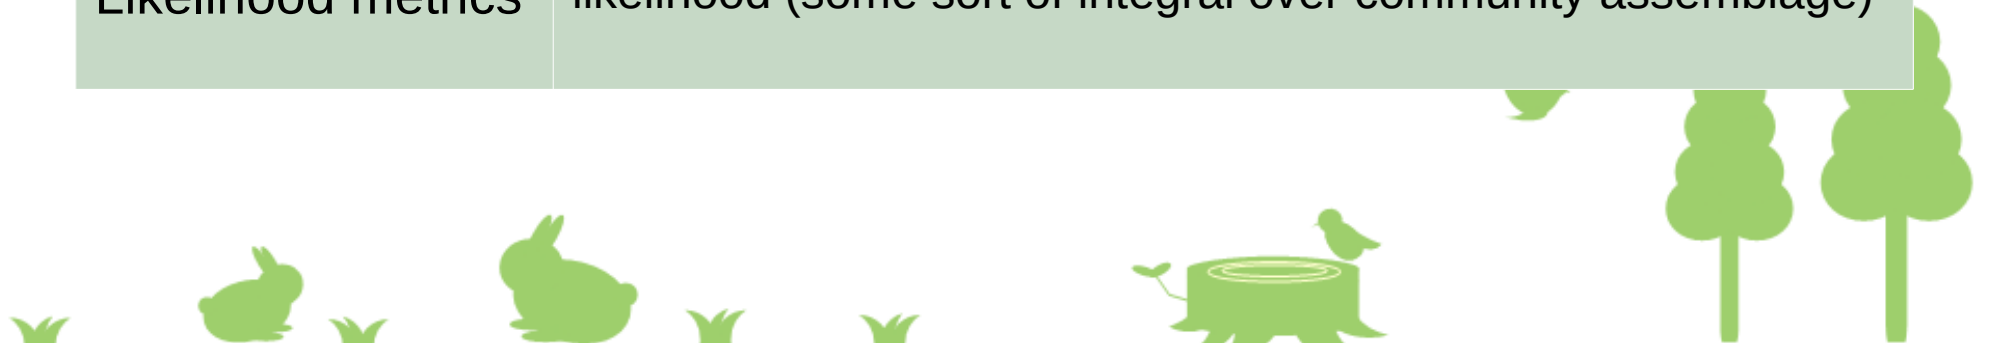 Likelihood metrics
likelihood (some sort of integral over community assemblage)